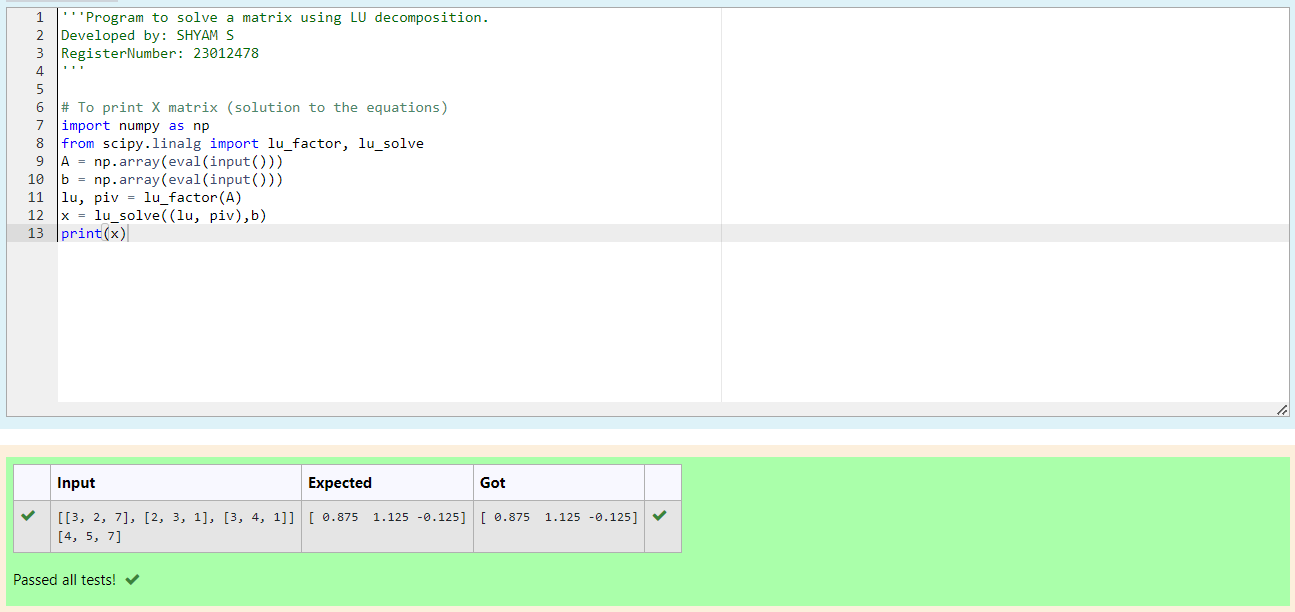 1 '''Program to solve a matrix using LU decomposition.
2 Developed by: SHYAM S
3 RegisterNumber: 23012478
4 '''
5
6 # To print X matrix (solution to the equations)
7 import numpy as np
8 from scipy.linalg import lu_factor, lu_solve
9 A = np.array(eval(input()))
10 b = np.array(eval(input()))
11 lu, piv = lu_factor(A)
12 x = lu_solve((lu, piv),b)
13 print(x)
Input Expected Got
[[3, 2, 7], [2, 3, 1], [3, 4, 1]] [ 0.875  1.125 -0.125] [ 0.875  1.125 -0.125]
[4, 5, 7]
Passed all tests!